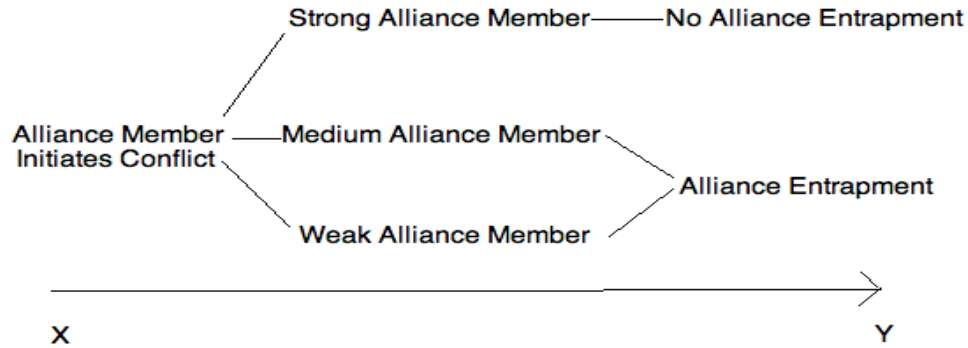 Strong Alliance Member
No Alliance Entrapment
Alliance Member
Initiates Conflict
Medium Alliance Member
Alliance Entrapment
Weak Alliance Member
X
Y